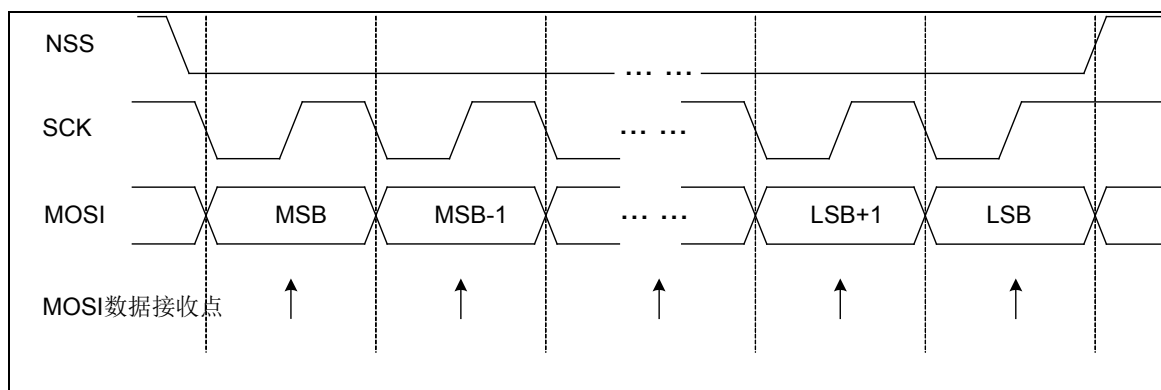 NSS
... ...
SCK
... ...
MOSI MSB MSB-1 ... ... LSB+1 LSB
MOSI数据接收点